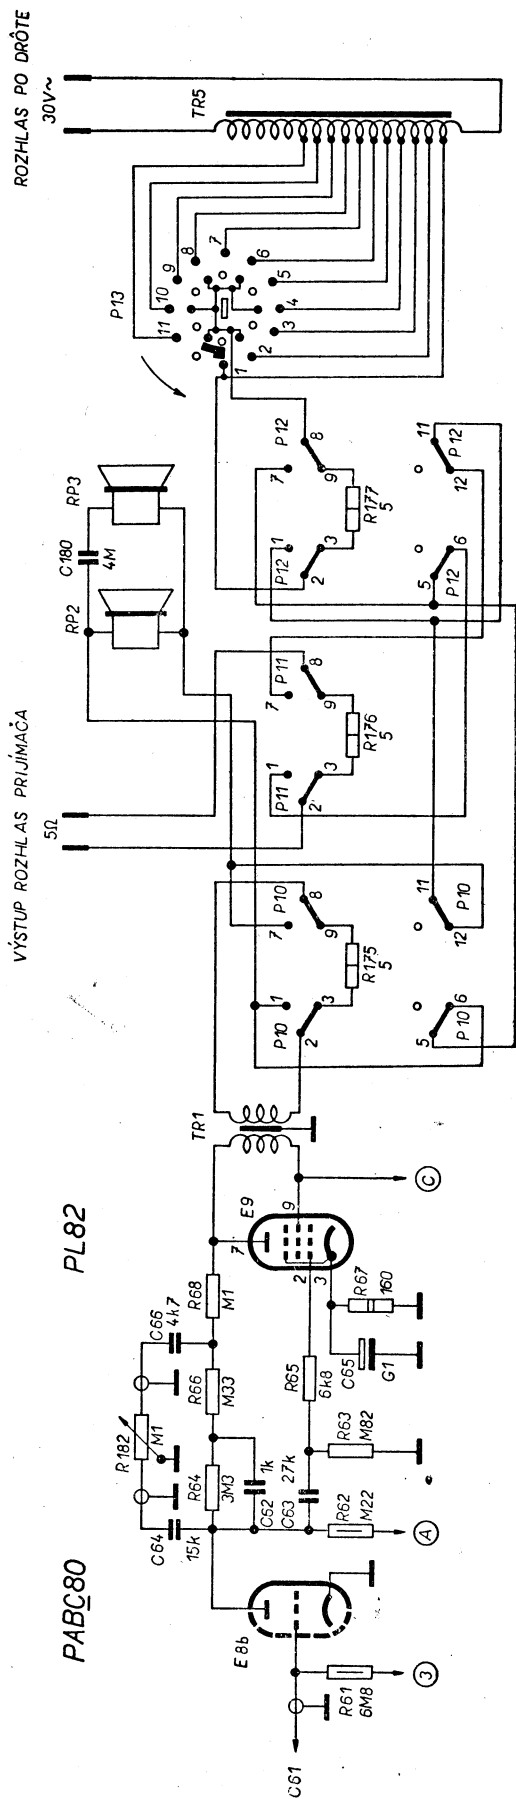 ROZHLAS PO DRÔTE
30V~
TR5
P13
1
2
3
4
5
6
7
8
9
10
11
RP3
C180
4M
RP2
P12
8
7
9
R177
5
1
3
2
P12
11
P12
12
6
5
P12
VÝSTUP ROZHLAS PRIJÍMAČA
5Ω
P11
8
7
9
R176
5
1
3
2
P11
P10
8
7
9
R175
5
1
3
2
P10
11
P10
12
6
5
P10
TR1
PL82
E9
7
9
2
3
C
R67
160
C65
G1
R68
M1
C66
4k7
R66
M33
R65
6k8
R182
M1
R64
3M3
1k
C62
27k
C63
R63
M82
C64
15k
R62
M22
A
PABC80
E8b
R61
6M8
3
C61